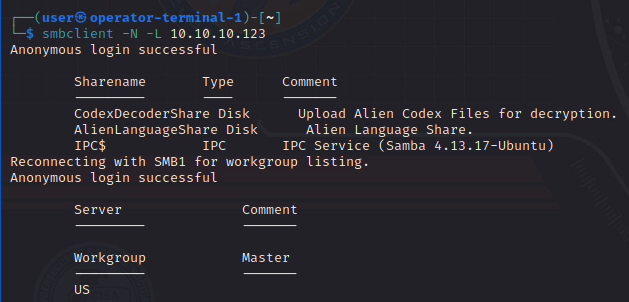 ┌──(user㉿operator-terminal-1)-[~]
└─$ smbclient -N -L 10.10.10.123
Anonymous login successful
Sharename Type Comment
--------- ---- -------
CodexDecoderShare Disk Upload Alien Codex Files for decryption.
AlienLanguageShare Disk Alien Language Share.
IPC$ IPC IPC Service (Samba 4.13.17-Ubuntu)
Reconnecting with SMB1 for workgroup listing.
Anonymous login successful
Server Comment
--------- -------
Workgroup Master
--------- -------
US